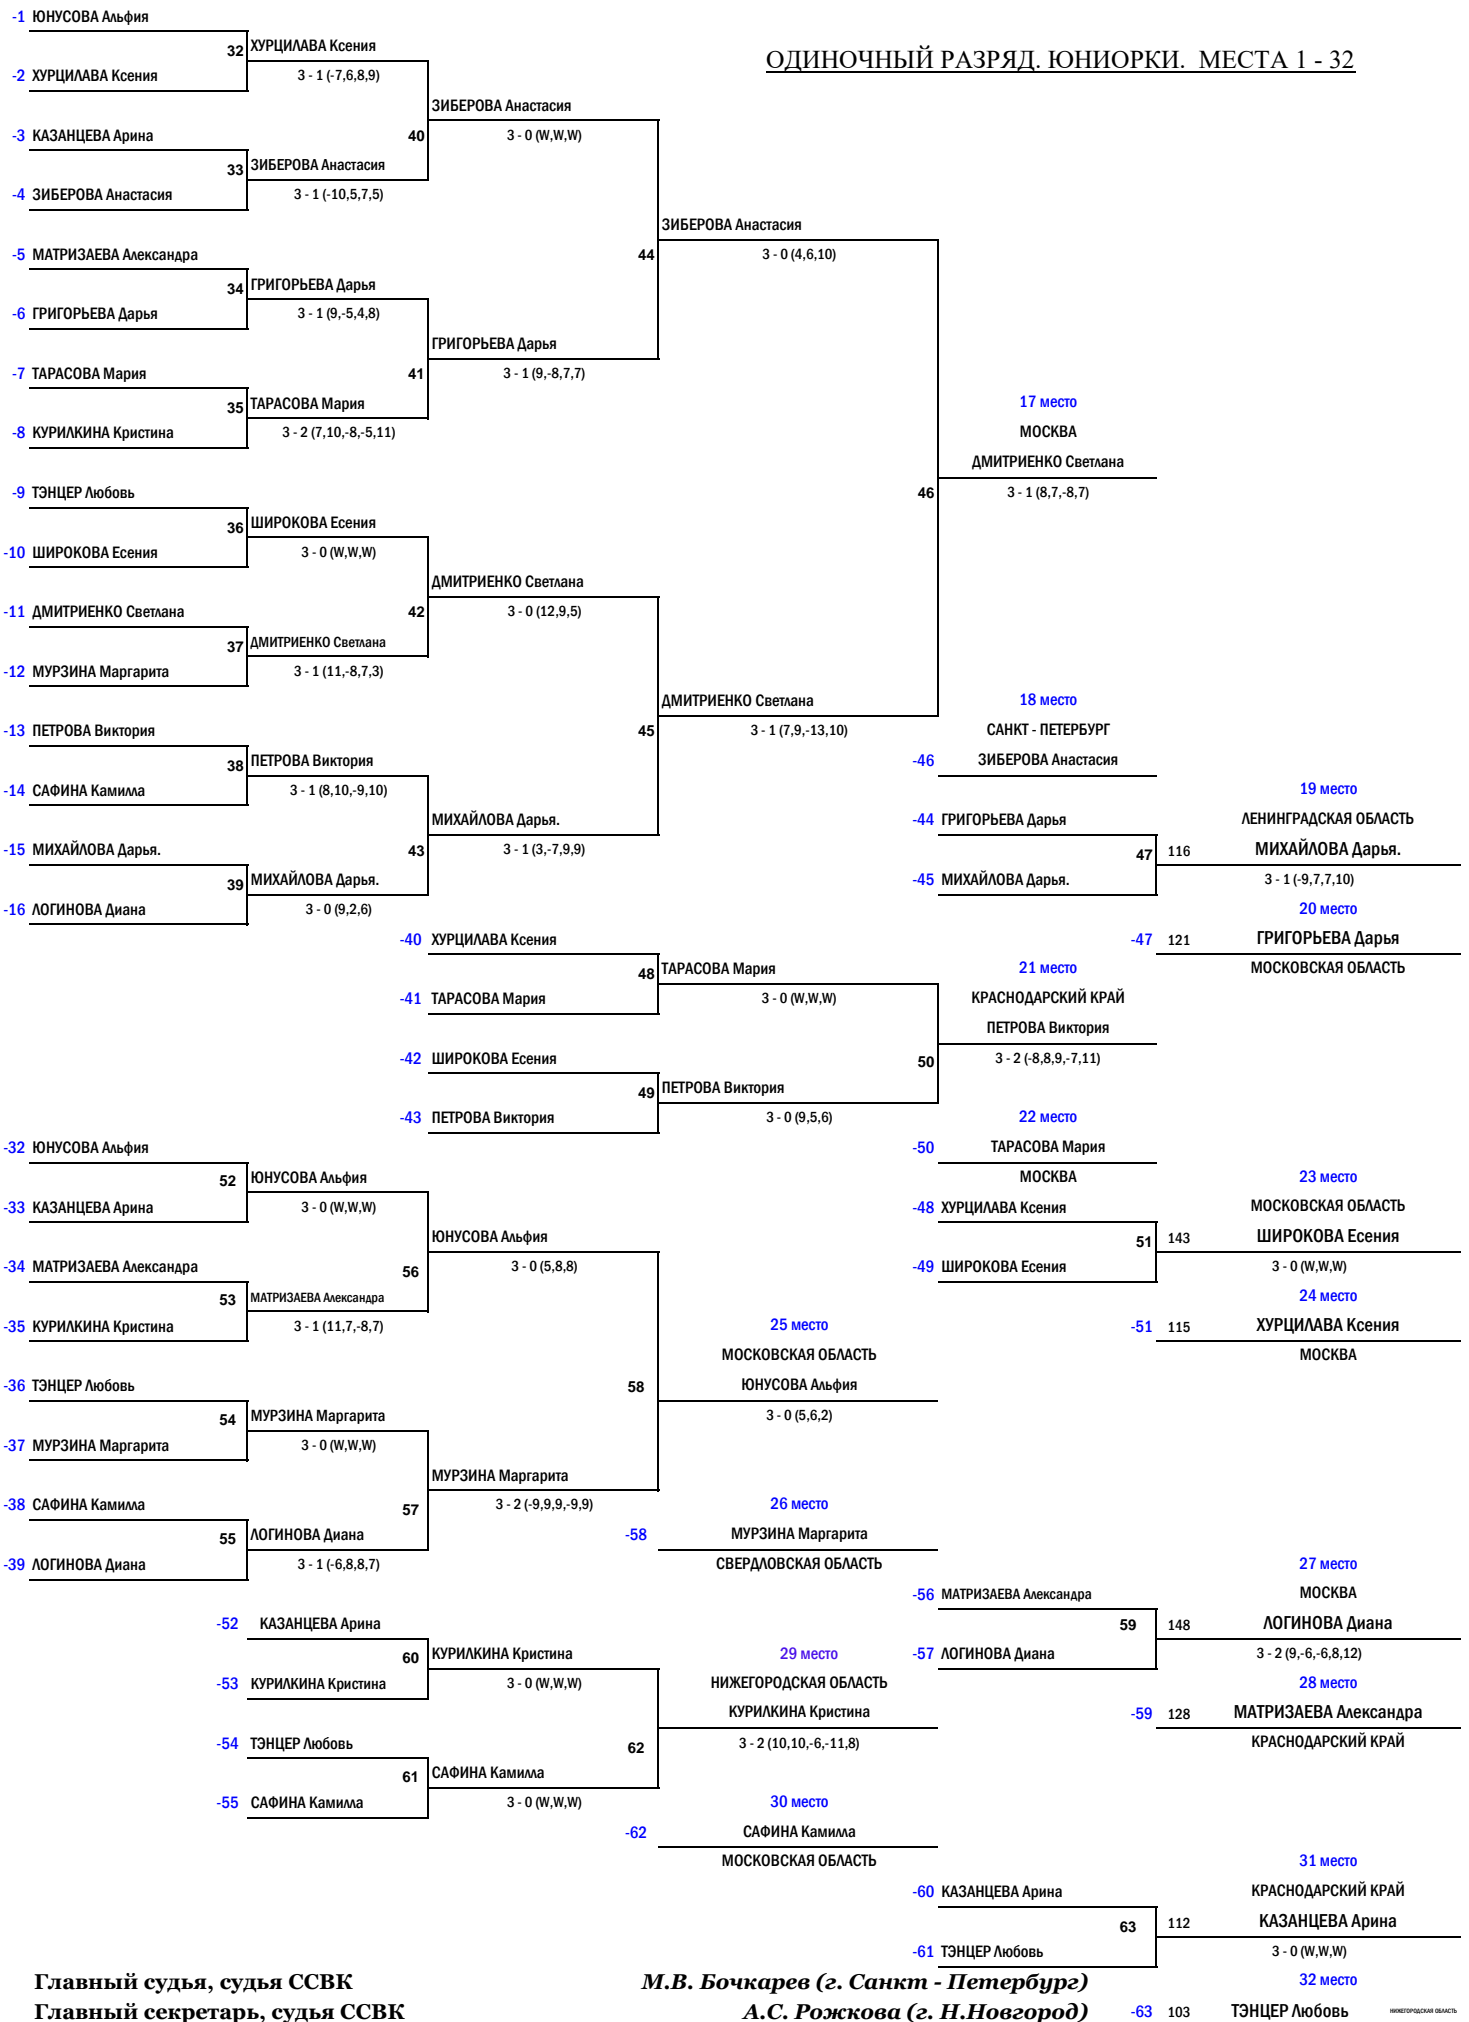 -1 ЮНУСОВА Альфия
32 ХУРЦИЛАВА Ксения
ОДИНОЧНЫЙ РАЗРЯД. ЮНИОРКИ. МЕСТА 1 - 32
-2 ХУРЦИЛАВА Ксения
3 - 1 (-7,6,8,9)
ЗИБЕРОВА Анастасия
-3 КАЗАНЦЕВА Арина
40
3 - 0 (W,W,W)
33 ЗИБЕРОВА Анастасия
-4 ЗИБЕРОВА Анастасия
3 - 1 (-10,5,7,5)
ЗИБЕРОВА Анастасия
-5 МАТРИЗАЕВА Александра
44
3 - 0 (4,6,10)
34 ГРИГОРЬЕВА Дарья
-6 ГРИГОРЬЕВА Дарья
3 - 1 (9,-5,4,8)
ГРИГОРЬЕВА Дарья
-7 ТАРАСОВА Мария
41
3 - 1 (9,-8,7,7)
35 ТАРАСОВА Мария
17 место
-8 КУРИЛКИНА Кристина
3 - 2 (7,10,-8,-5,11)
МОСКВА
ДМИТРИЕНКО Светлана
-9 ТЭНЦЕР Любовь
46
3 - 1 (8,7,-8,7)
36 ШИРОКОВА Есения
-10 ШИРОКОВА Есения
3 - 0 (W,W,W)
ДМИТРИЕНКО Светлана
-11 ДМИТРИЕНКО Светлана
42
3 - 0 (12,9,5)
37 ДМИТРИЕНКО Светлана
-12 МУРЗИНА Маргарита
3 - 1 (11,-8,7,3)
ДМИТРИЕНКО Светлана
18 место
-13 ПЕТРОВА Виктория
45
3 - 1 (7,9,-13,10)
САНКТ - ПЕТЕРБУРГ
38 ПЕТРОВА Виктория
-46 ЗИБЕРОВА Анастасия
-14 САФИНА Камилла
3 - 1 (8,10,-9,10)
19 место
МИХАЙЛОВА Дарья.
-44 ГРИГОРЬЕВА Дарья
ЛЕНИНГРАДСКАЯ ОБЛАСТЬ
-15 МИХАЙЛОВА Дарья.
43
3 - 1 (3,-7,9,9)
47 116 МИХАЙЛОВА Дарья.
39 МИХАЙЛОВА Дарья.
-45 МИХАЙЛОВА Дарья.
3 - 1 (-9,7,7,10)
-16 ЛОГИНОВА Диана
3 - 0 (9,2,6)
20 место
-40 ХУРЦИЛАВА Ксения
-47 121 ГРИГОРЬЕВА Дарья
48 ТАРАСОВА Мария
21 место
МОСКОВСКАЯ ОБЛАСТЬ
-41 ТАРАСОВА Мария
3 - 0 (W,W,W)
КРАСНОДАРСКИЙ КРАЙ
ПЕТРОВА Виктория
-42 ШИРОКОВА Есения
50
3 - 2 (-8,8,9,-7,11)
49 ПЕТРОВА Виктория
-43 ПЕТРОВА Виктория
3 - 0 (9,5,6)
22 место
-32 ЮНУСОВА Альфия
-50 ТАРАСОВА Мария
52 ЮНУСОВА Альфия
МОСКВА
23 место
-33 КАЗАНЦЕВА Арина
3 - 0 (W,W,W)
-48 ХУРЦИЛАВА Ксения
МОСКОВСКАЯ ОБЛАСТЬ
ЮНУСОВА Альфия
51 143 ШИРОКОВА Есения
-34 МАТРИЗАЕВА Александра
56
3 - 0 (5,8,8)
-49 ШИРОКОВА Есения
3 - 0 (W,W,W)
53 МАТРИЗАЕВА Александра
24 место
-35 КУРИЛКИНА Кристина
3 - 1 (11,7,-8,7)
25 место
-51 115 ХУРЦИЛАВА Ксения
МОСКОВСКАЯ ОБЛАСТЬ
МОСКВА
-36 ТЭНЦЕР Любовь
58
ЮНУСОВА Альфия
54 МУРЗИНА Маргарита
3 - 0 (5,6,2)
-37 МУРЗИНА Маргарита
3 - 0 (W,W,W)
МУРЗИНА Маргарита
-38 САФИНА Камилла
57
3 - 2 (-9,9,9,-9,9)
26 место
55 ЛОГИНОВА Диана
-58 МУРЗИНА Маргарита
-39 ЛОГИНОВА Диана
3 - 1 (-6,8,8,7)
СВЕРДЛОВСКАЯ ОБЛАСТЬ
27 место
-56 МАТРИЗАЕВА Александра
МОСКВА
-52 КАЗАНЦЕВА Арина
59 148 ЛОГИНОВА Диана
60 КУРИЛКИНА Кристина
29 место
-57 ЛОГИНОВА Диана
3 - 2 (9,-6,-6,8,12)
-53 КУРИЛКИНА Кристина
3 - 0 (W,W,W)
НИЖЕГОРОДСКАЯ ОБЛАСТЬ
28 место
КУРИЛКИНА Кристина
-59 128 МАТРИЗАЕВА Александра
-54 ТЭНЦЕР Любовь
62
3 - 2 (10,10,-6,-11,8)
КРАСНОДАРСКИЙ КРАЙ
61 САФИНА Камилла
-55 САФИНА Камилла
3 - 0 (W,W,W)
30 место
-62 САФИНА Камилла
МОСКОВСКАЯ ОБЛАСТЬ
31 место
-60 КАЗАНЦЕВА Арина
КРАСНОДАРСКИЙ КРАЙ
63 112 КАЗАНЦЕВА Арина
-61 ТЭНЦЕР Любовь
3 - 0 (W,W,W)
Главный судья, судья ССВК
М.В. Бочкарев (г. Санкт - Петербург)
32 место
Главный секретарь, судья ССВК
А.С. Рожкова (г. Н.Новгород)
-63 103 ТЭНЦЕР Любовь НИЖЕГОРОДСКАЯ ОБЛАСТЬ